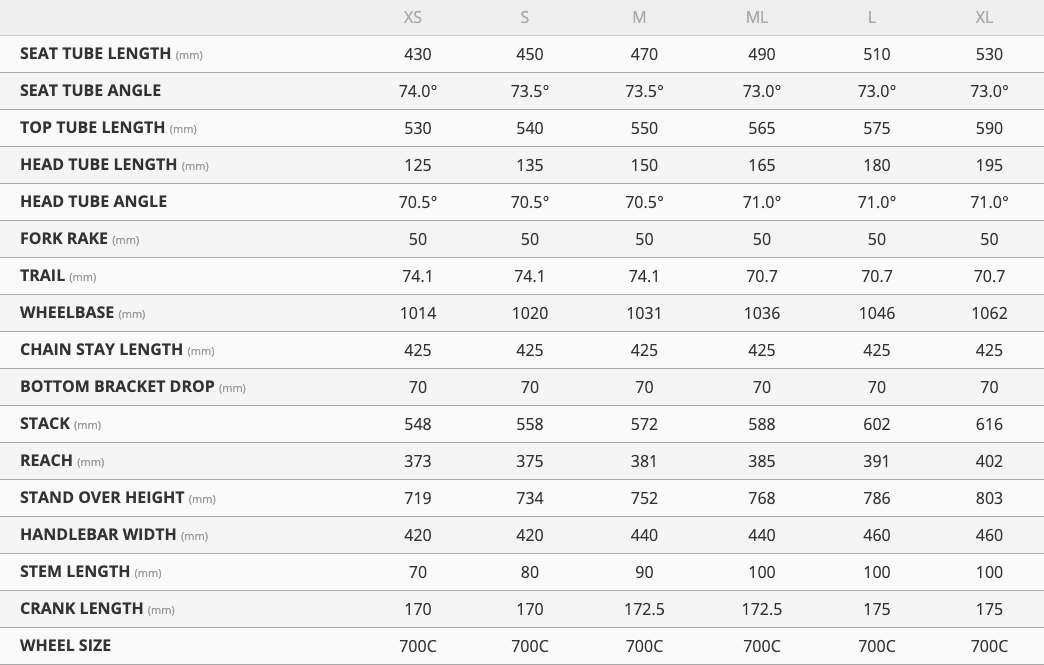 XS S M ML L XL
SEAT TUBE LENGTH (mm) 430 450 470 490 510 530
SEAT TUBE ANGLE 74.0° 73.5° 73.5° 73.0° 73.0° 73.0°
TOP TUBE LENGTH (mm) 530 540 550 565 575 590
HEAD TUBE LENGTH (mm) 125 135 150 165 180 195
HEAD TUBE ANGLE 70.5° 70.5° 70.5° 71.0° 71.0° 71.0°
FORK RAKE (mm) 50 50 50 50 50 50
TRAIL (mm) 74.1 74.1 74.1 70.7 70.7 70.7
WHEELBASE (mm) 1014 1020 1031 1036 1046 1062
CHAIN STAY LENGTH (mm) 425 425 425 425 425 425
BOTTOM BRACKET DROP (mm) 70 70 70 70 70 70
STACK (mm) 548 558 572 588 602 616
REACH (mm) 373 375 381 385 391 402
STAND OVER HEIGHT (mm) 719 734 752 768 786 803
HANDLEBAR WIDTH (mm) 420 420 440 440 460 460
STEM LENGTH (mm) 70 80 90 100 100 100
CRANK LENGTH (mm) 170 170 172.5 172.5 175 175
WHEEL SIZE 700C 700C 700C 700C 700C 700C